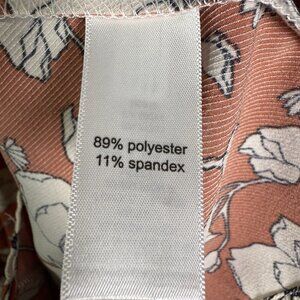 89% polyester
11% spandex